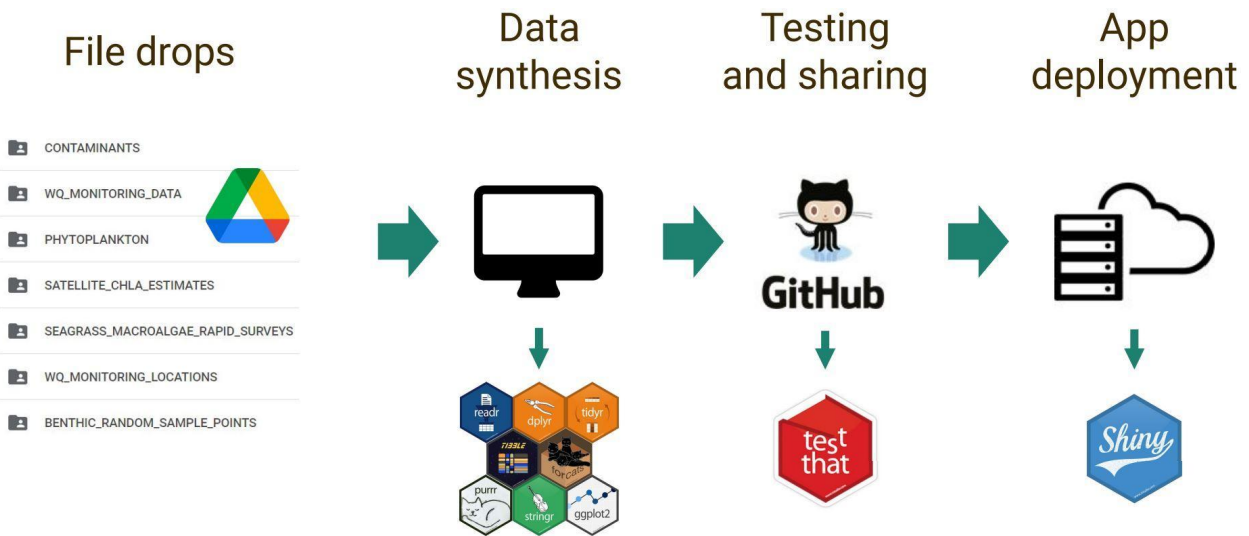 File drops
Data
synthesis
Testing
and sharing
App
deployment
CONTAMINANTS
WQ_MONITORING_DATA
PHYTOPLANKTON
SATELLITE_CHLA_ESTIMATES
SEAGRASS_MACROALGAE_RAPID_SURVEYS
WQ_MONITORING_LOCATIONS
BENTHIC_RANDOM_SAMPLE_POINTS
GitHub
readr
dplyr
tidyr
TIBBLE
forcats
purrr
stringr
ggplot2
test
that
Shiny